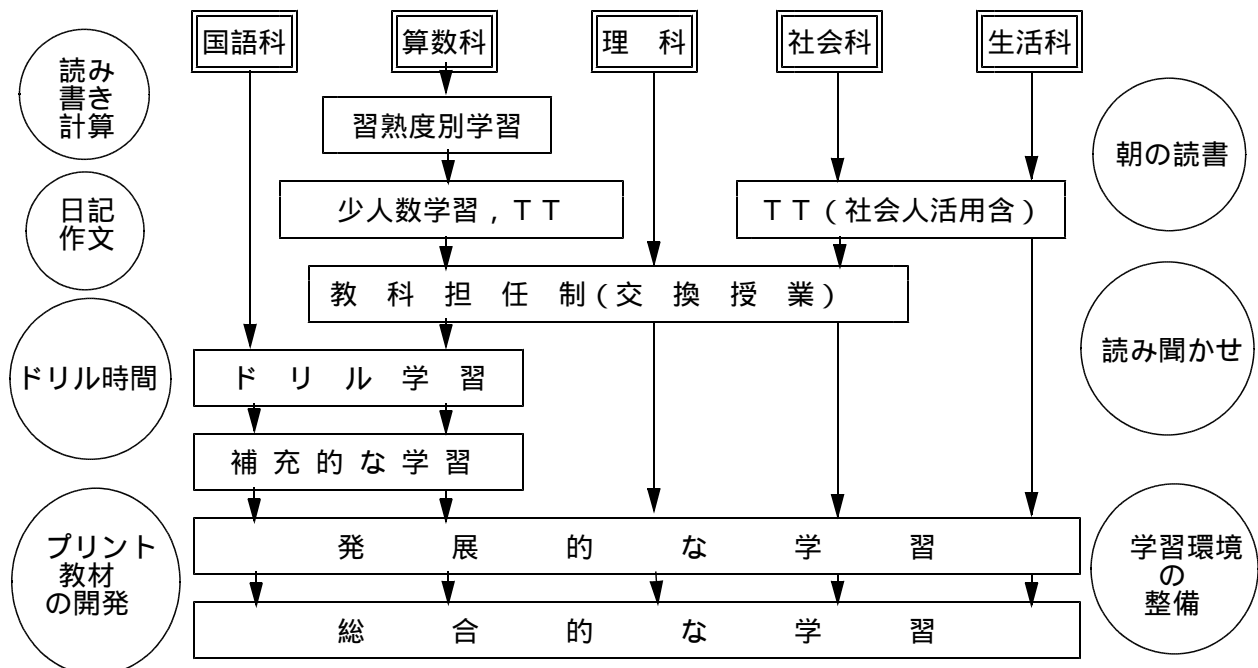 国語科
算数科
理 科
社会科
生活科
読み
書き
計算
習熟度別学習
朝の読書
日記
作文
少人数学習，ＴＴ
ＴＴ（社会人活用含）
教 科 担 任 制（交 換 授 業）
読み聞かせ
ドリル時間
ド リ ル 学 習
補 充 的 な 学 習
プリント
教材
の開発
発 展 的 な 学 習
学習環境
の
整備
総 合 的 な 学 習